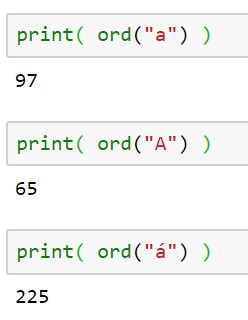 print( ord("a") )
97
print( ord("A") )
65
print( ord("á") )
225